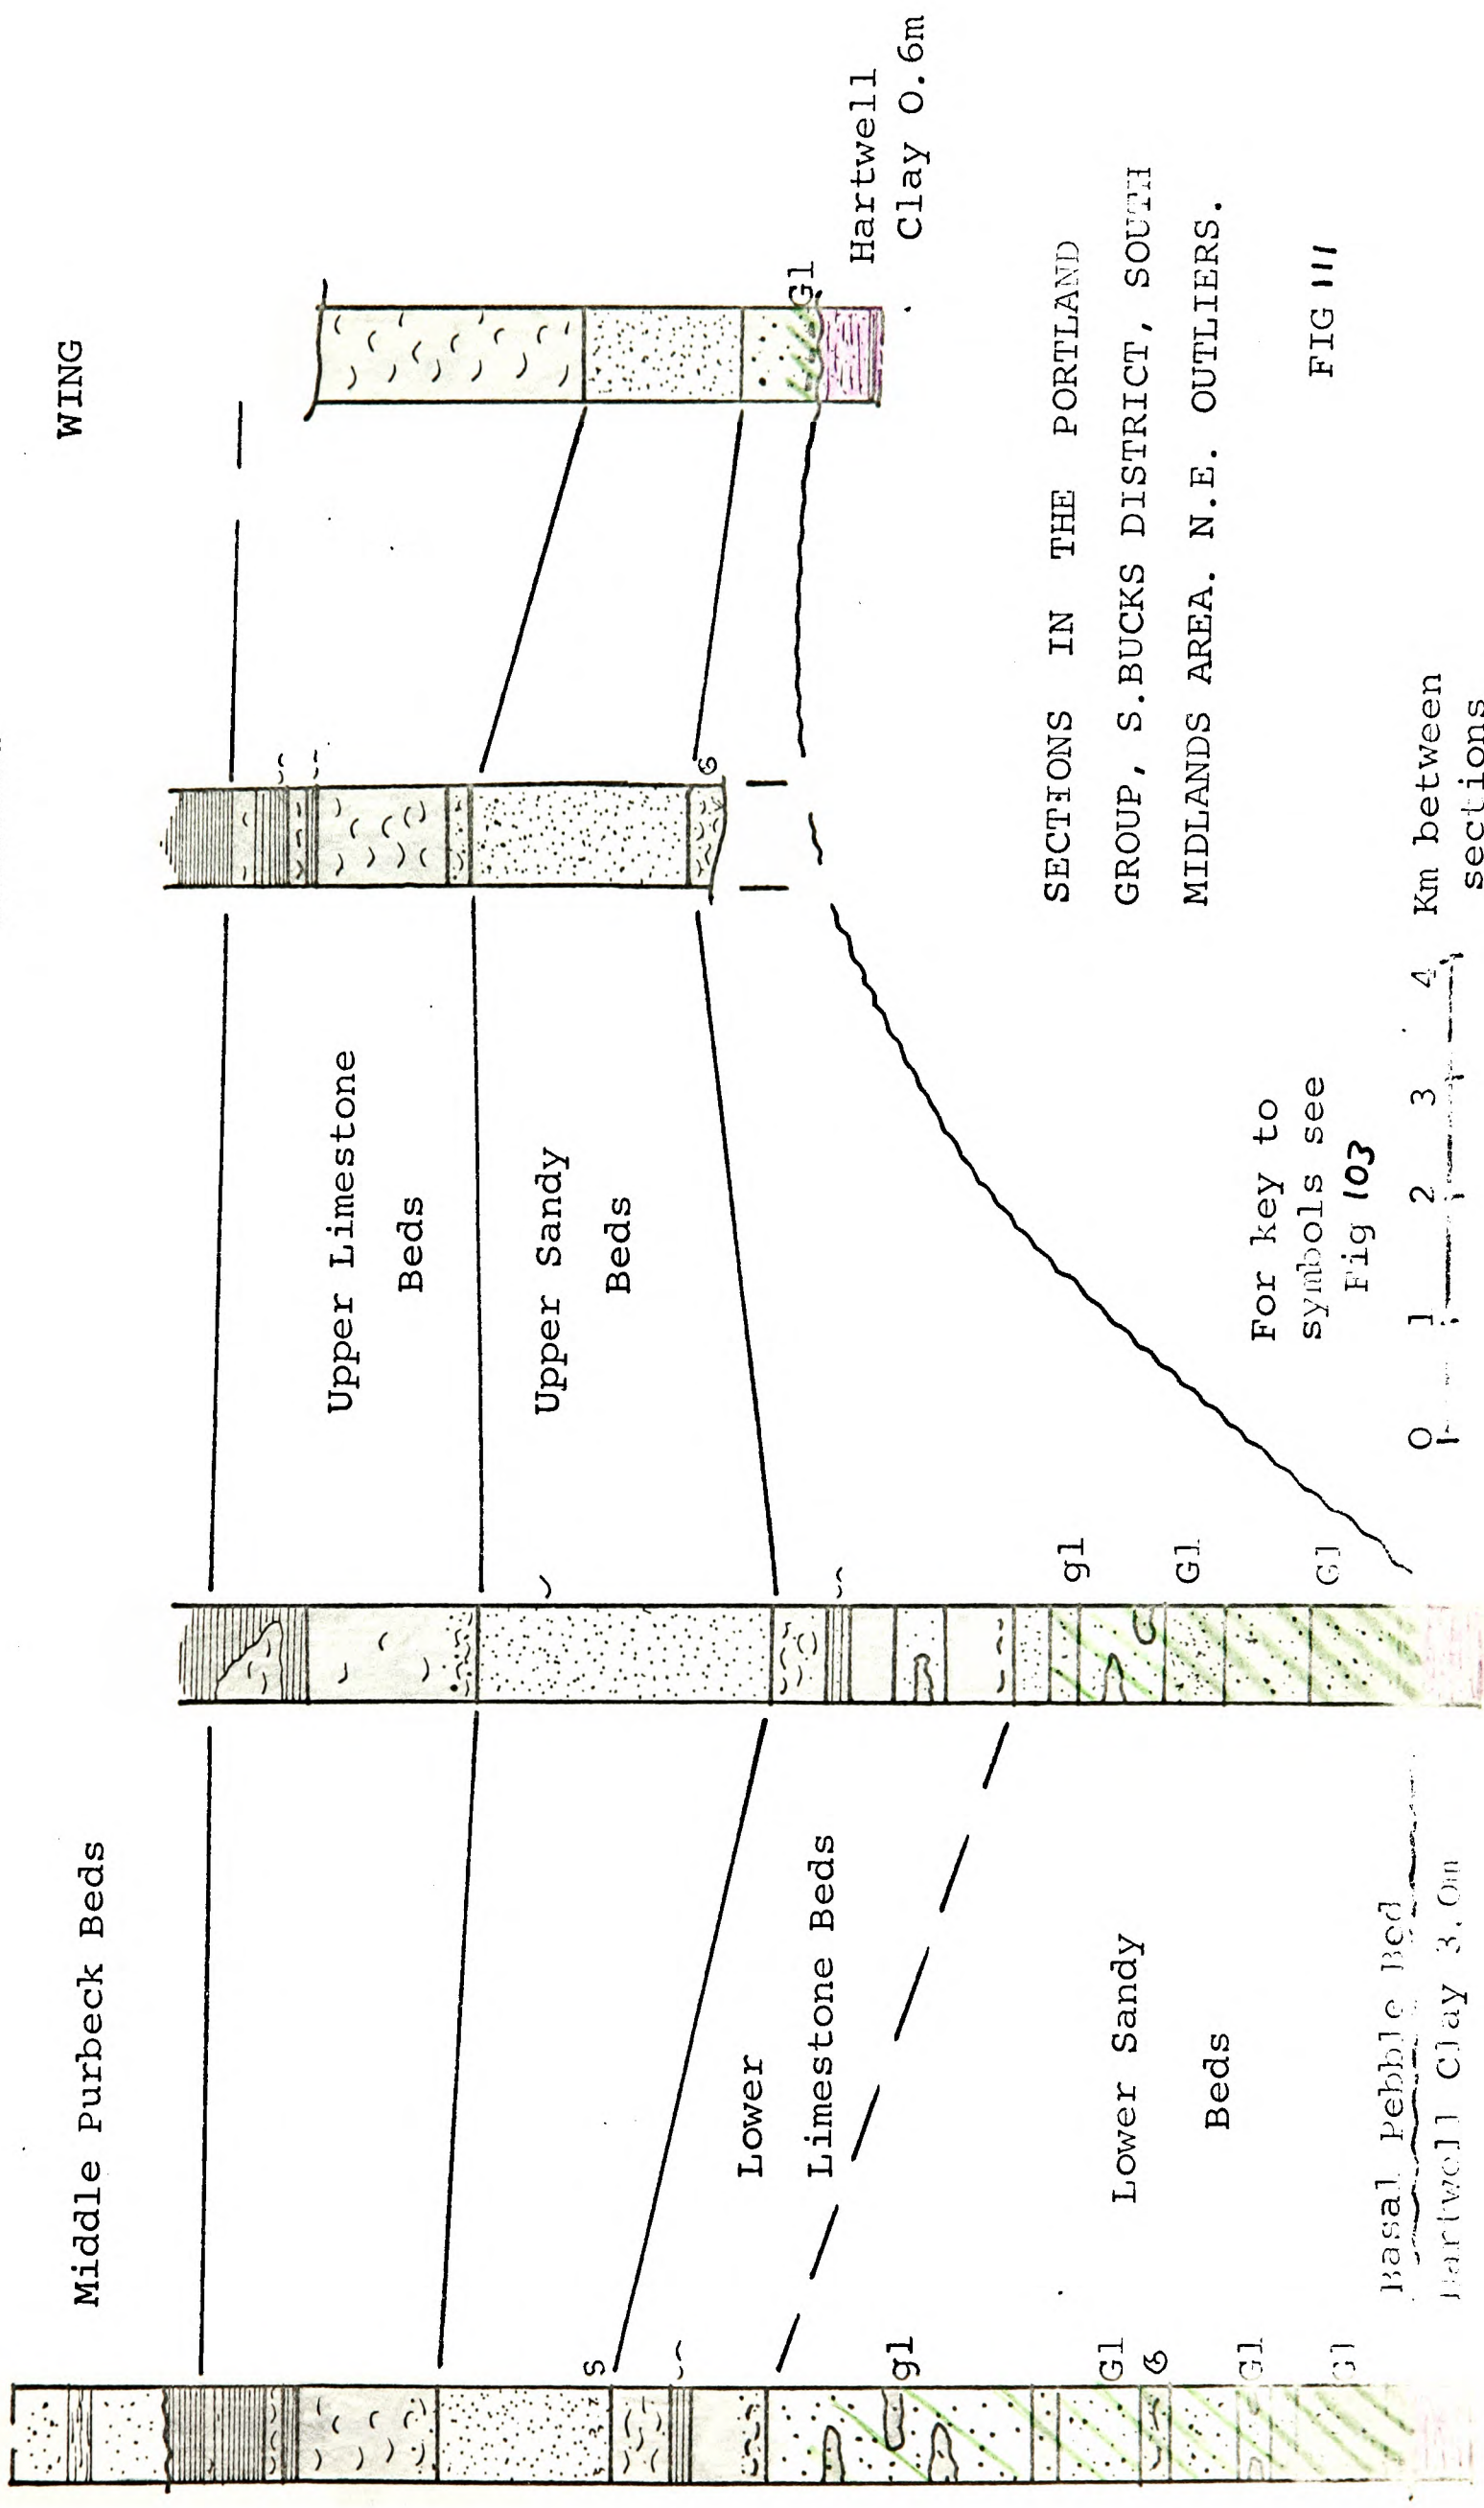 WING
Middle Purbeck Beds
Upper Limestone
Beds
Upper Sandy
Beds
Lower
Limestone Beds
Lower Sandy
Beds
Basal Pebble Bed
Hartwell Clay 3.0m
S
gl
Gl
G
Gl
Gl
gl
Gl
Gl
G
Gl
Hartwell
Clay 0.6m
SECTIONS IN THE PORTLAND
GROUP, S.BUCKS DISTRICT, SOUTH
MIDLANDS AREA. N.E. OUTLIERS.
FIG 111
For key to
symbols see
Fig 103
0 1 2 3 4 Km between
sections